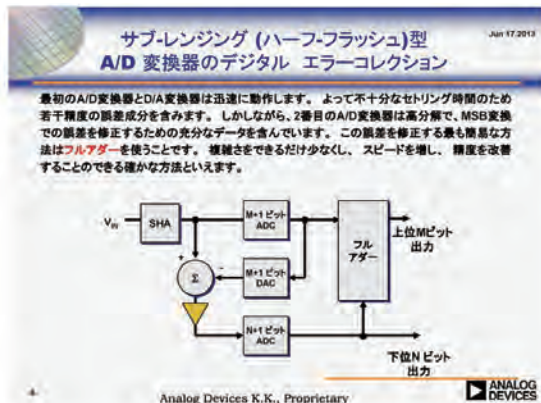 サブ-レンジング (ハーフ-フラッシュ)型
A/D 変換器のデジタル エラーコレクション
Jun 17.2013
最初のA/D変換器とD/A変換器は迅速に動作します。 よって不十分なセトリング時間のため
若干精度の誤差成分を含みます。 しかしながら、2番目のA/D変換器は高分解で、MSB変換
での誤差を修正するための充分なデータを含んでいます。 この誤差を修正する最も簡易な方
法はフルアダーを使うことです。 複雑さをできるだけ少なくし、 スピードを増し、 精度を改善
することのできる確かな方法といえます。
VIN
SHA
M+1 ビット
ADC
フル
アダー
上位Mビット
出力
+
-
Σ
M+1 ビット
DAC
N+1 ビット
ADC
下位N ビット
出力
-4-
Analog Devices K.K., Proprietary
ANALOG
DEVICES